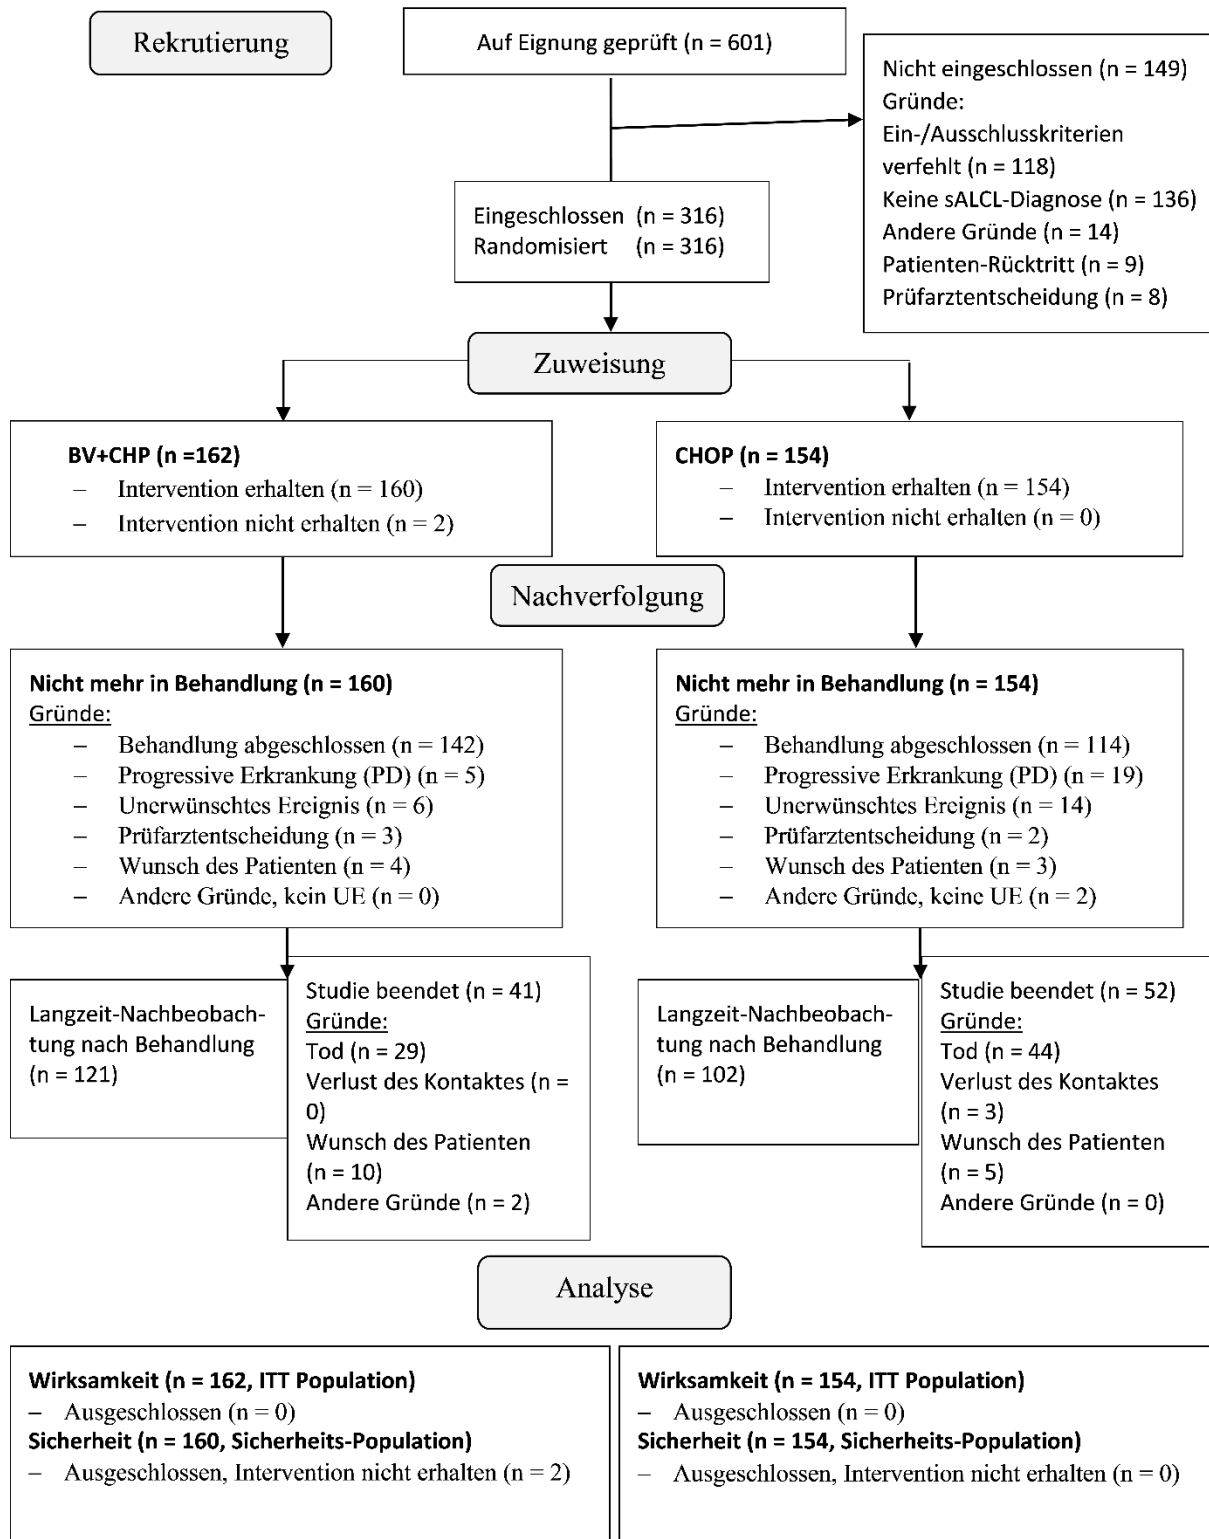 Rekrutierung
Auf Eignung geprüft (n = 601)
Nicht eingeschlossen (n = 149)
Gründe:
Ein-/Ausschlusskriterien
verfehlt (n = 118)
Keine sALCL-Diagnose (n = 136)
Andere Gründe (n = 14)
Patienten-Rücktritt (n = 9)
Prüfarztentscheidung (n = 8)
Eingeschlossen (n = 316)
Randomisiert (n = 316)
Zuweisung
BV+CHP (n =162)
– Intervention erhalten (n = 160)
– Intervention nicht erhalten (n = 2)
CHOP (n = 154)
– Intervention erhalten (n = 154)
– Intervention nicht erhalten (n = 0)
Nachverfolgung
Nicht mehr in Behandlung (n = 160)
Gründe:
– Behandlung abgeschlossen (n = 142)
– Progressive Erkrankung (PD) (n = 5)
– Unerwünschtes Ereignis (n = 6)
– Prüfarztentscheidung (n = 3)
– Wunsch des Patienten (n = 4)
– Andere Gründe, kein UE (n = 0)
Nicht mehr in Behandlung (n = 154)
Gründe:
– Behandlung abgeschlossen (n = 114)
– Progressive Erkrankung (PD) (n = 19)
– Unerwünschtes Ereignis (n = 14)
– Prüfarztentscheidung (n = 2)
– Wunsch des Patienten (n = 3)
– Andere Gründe, keine UE (n = 2)
Langzeit-Nachbeobach-
tung nach Behandlung
(n = 121)
Studie beendet (n = 41)
Gründe:
Tod (n = 29)
Verlust des Kontaktes (n =
0)
Wunsch des Patienten
(n = 10)
Andere Gründe (n = 2)
Langzeit-Nachbeobach-
tung nach Behandlung
(n = 102)
Studie beendet (n = 52)
Gründe:
Tod (n = 44)
Verlust des Kontaktes
(n = 3)
Wunsch des Patienten
(n = 5)
Andere Gründe (n = 0)
Analyse
Wirksamkeit (n = 162, ITT Population)
– Ausgeschlossen (n = 0)
Sicherheit (n = 160, Sicherheits-Population)
– Ausgeschlossen, Intervention nicht erhalten (n = 2)
Wirksamkeit (n = 154, ITT Population)
– Ausgeschlossen (n = 0)
Sicherheit (n = 154, Sicherheits-Population)
– Ausgeschlossen, Intervention nicht erhalten (n = 0)